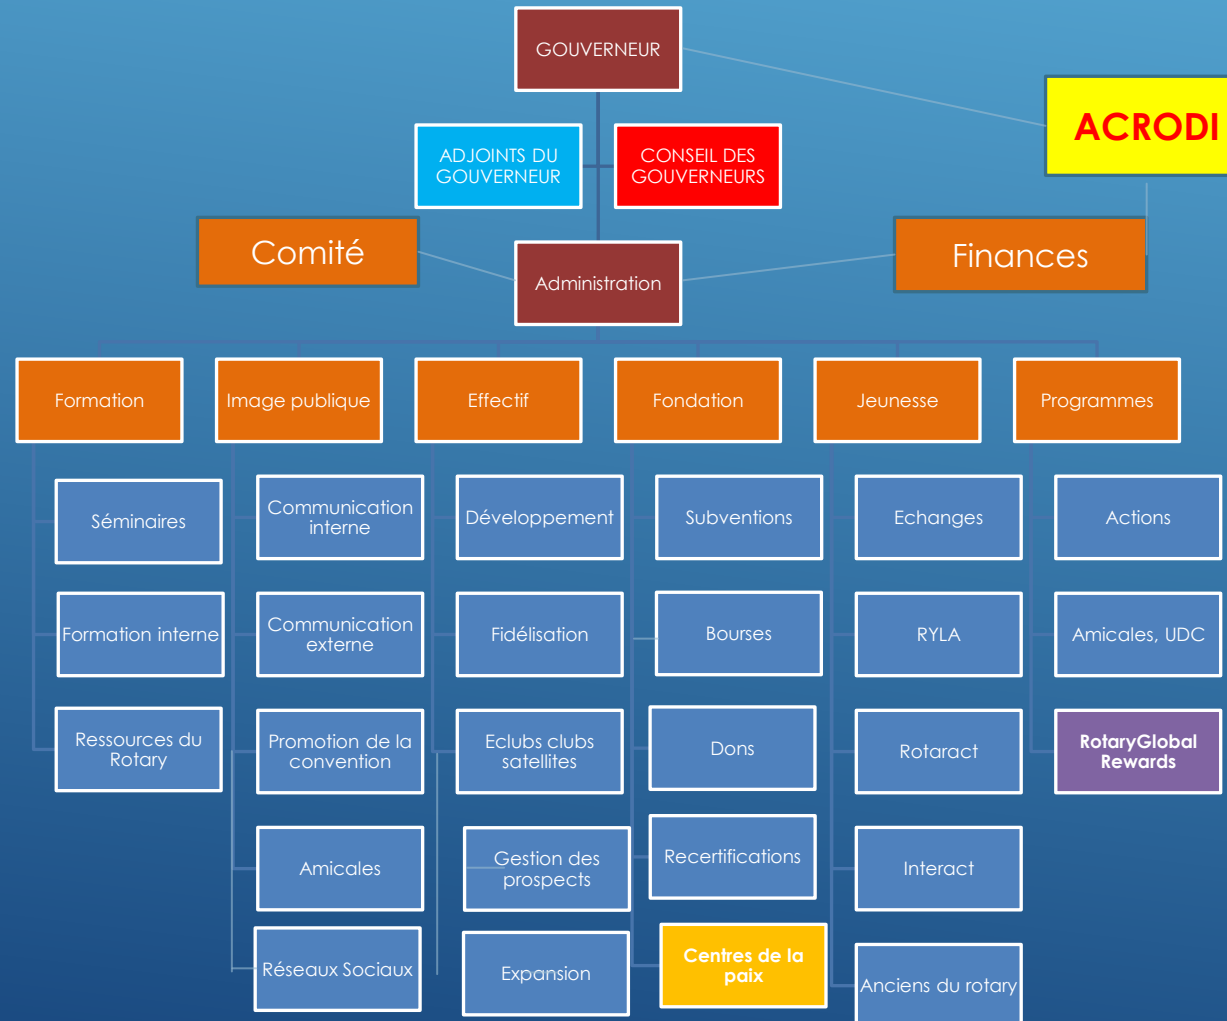 GOUVERNEUR
ACRODI
ADJOINTS DU
GOUVERNEUR
CONSEIL DES
GOUVERNEURS
Comité
Finances
Administration
Formation
Image publique
Effectif
Fondation
Jeunesse
Programmes
Séminaires
Communication
interne
Développement
Subventions
Echanges
Actions
Formation interne
Communication
externe
Fidélisation
Bourses
RYLA
Amicales, UDC
Ressources du
Rotary
Promotion de la
convention
Eclubs clubs
satellites
Dons
Rotaract
RotaryGlobal
Rewards
Amicales
Gestion des
prospects
Recertifications
Interact
Réseaux Sociaux
Expansion
Centres de la
paix
Anciens du rotary